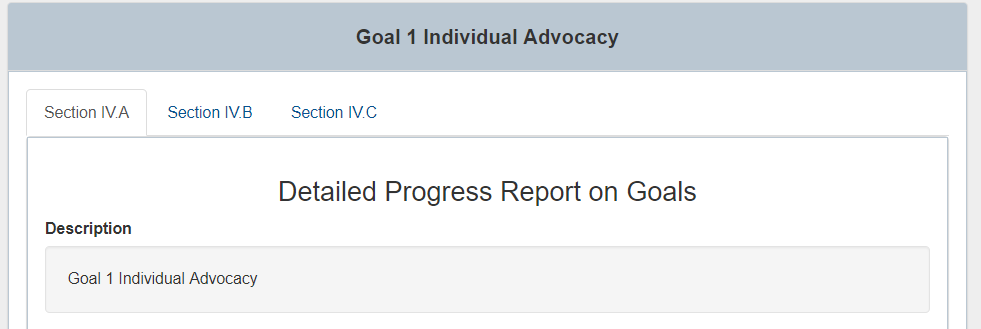 Goal 1 Individual Advocacy
Section IV.A Section IV.B Section IV.C
Detailed Progress Report on Goals
Description
Goal 1 Individual Advocacy